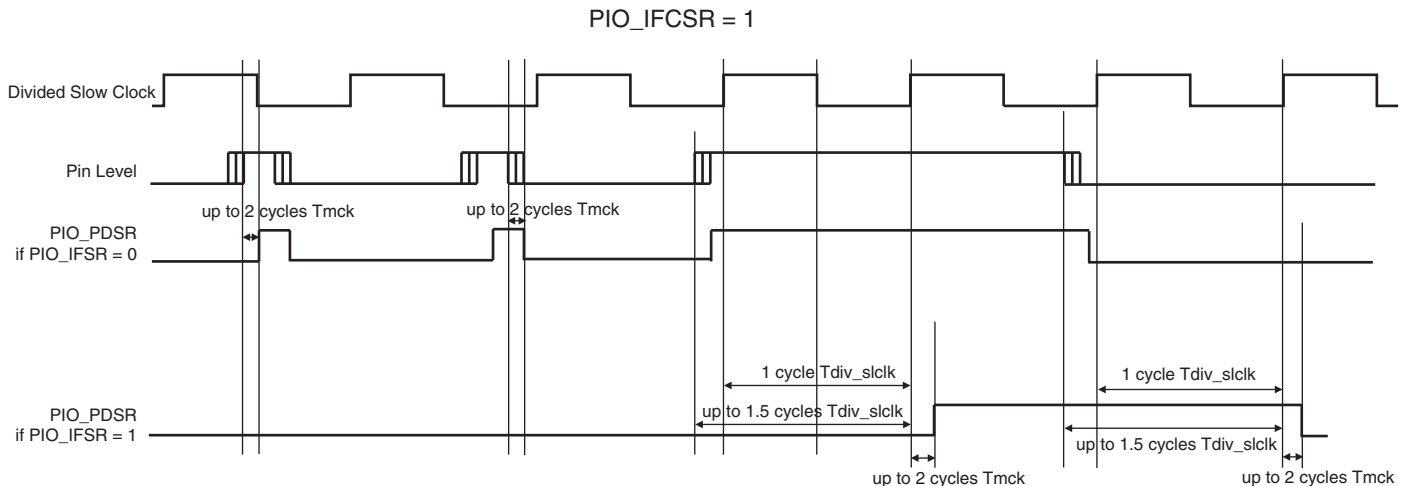 PIO_IFCSR = 1
Divided Slow Clock
Pin Level
up to 2 cycles Tmck
up to 2 cycles Tmck
PIO_PDSR
if PIO_IFSR = 0
1 cycle Tdiv_slclk
1 cycle Tdiv_slclk
PIO_PDSR
if PIO_IFSR = 1
up to 1.5 cycles Tdiv_slclk
up to 1.5 cycles Tdiv_slclk
up to 2 cycles Tmck
up to 2 cycles Tmck